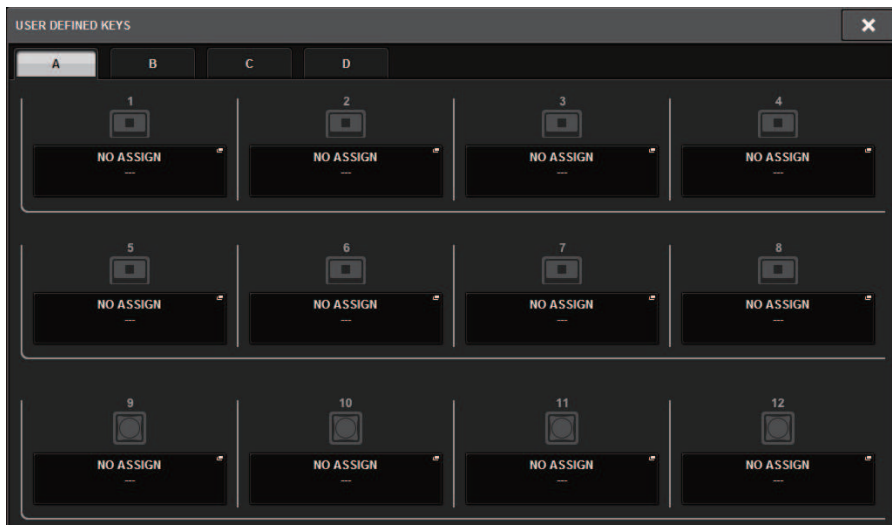 USER DEFINED KEYS
A B C D
1 2 3 4
NO ASSIGN NO ASSIGN NO ASSIGN NO ASSIGN
--- --- --- ---
5 6 7 8
NO ASSIGN NO ASSIGN NO ASSIGN NO ASSIGN
--- --- --- ---
9 10 11 12
NO ASSIGN NO ASSIGN NO ASSIGN NO ASSIGN
--- --- --- ---